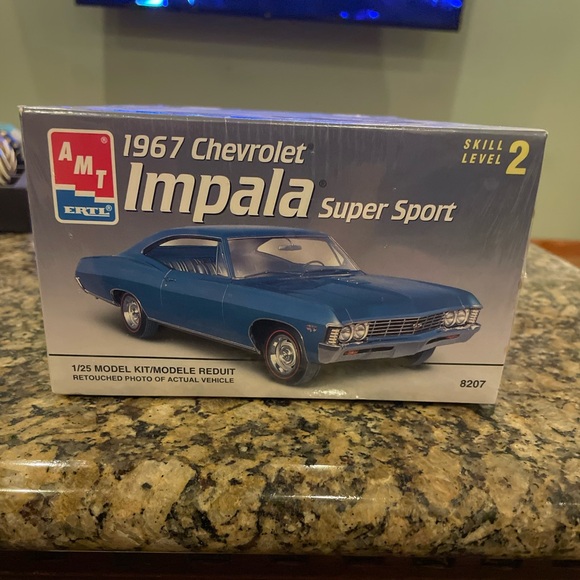 AMT®
ERTL®
1967 Chevrolet®
Impala® Super Sport
SKILL
LEVEL 2
1/25 MODEL KIT/MODELE REDUIT
RETOUCHED PHOTO OF ACTUAL VEHICLE
8207